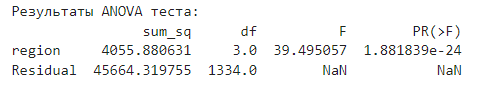 Результаты ANOVA теста:
sum_sq df F PR(>F)
region 4055.880631 3.0 39.495057 1.881839e-24
Residual 45664.319755 1334.0 NaN NaN